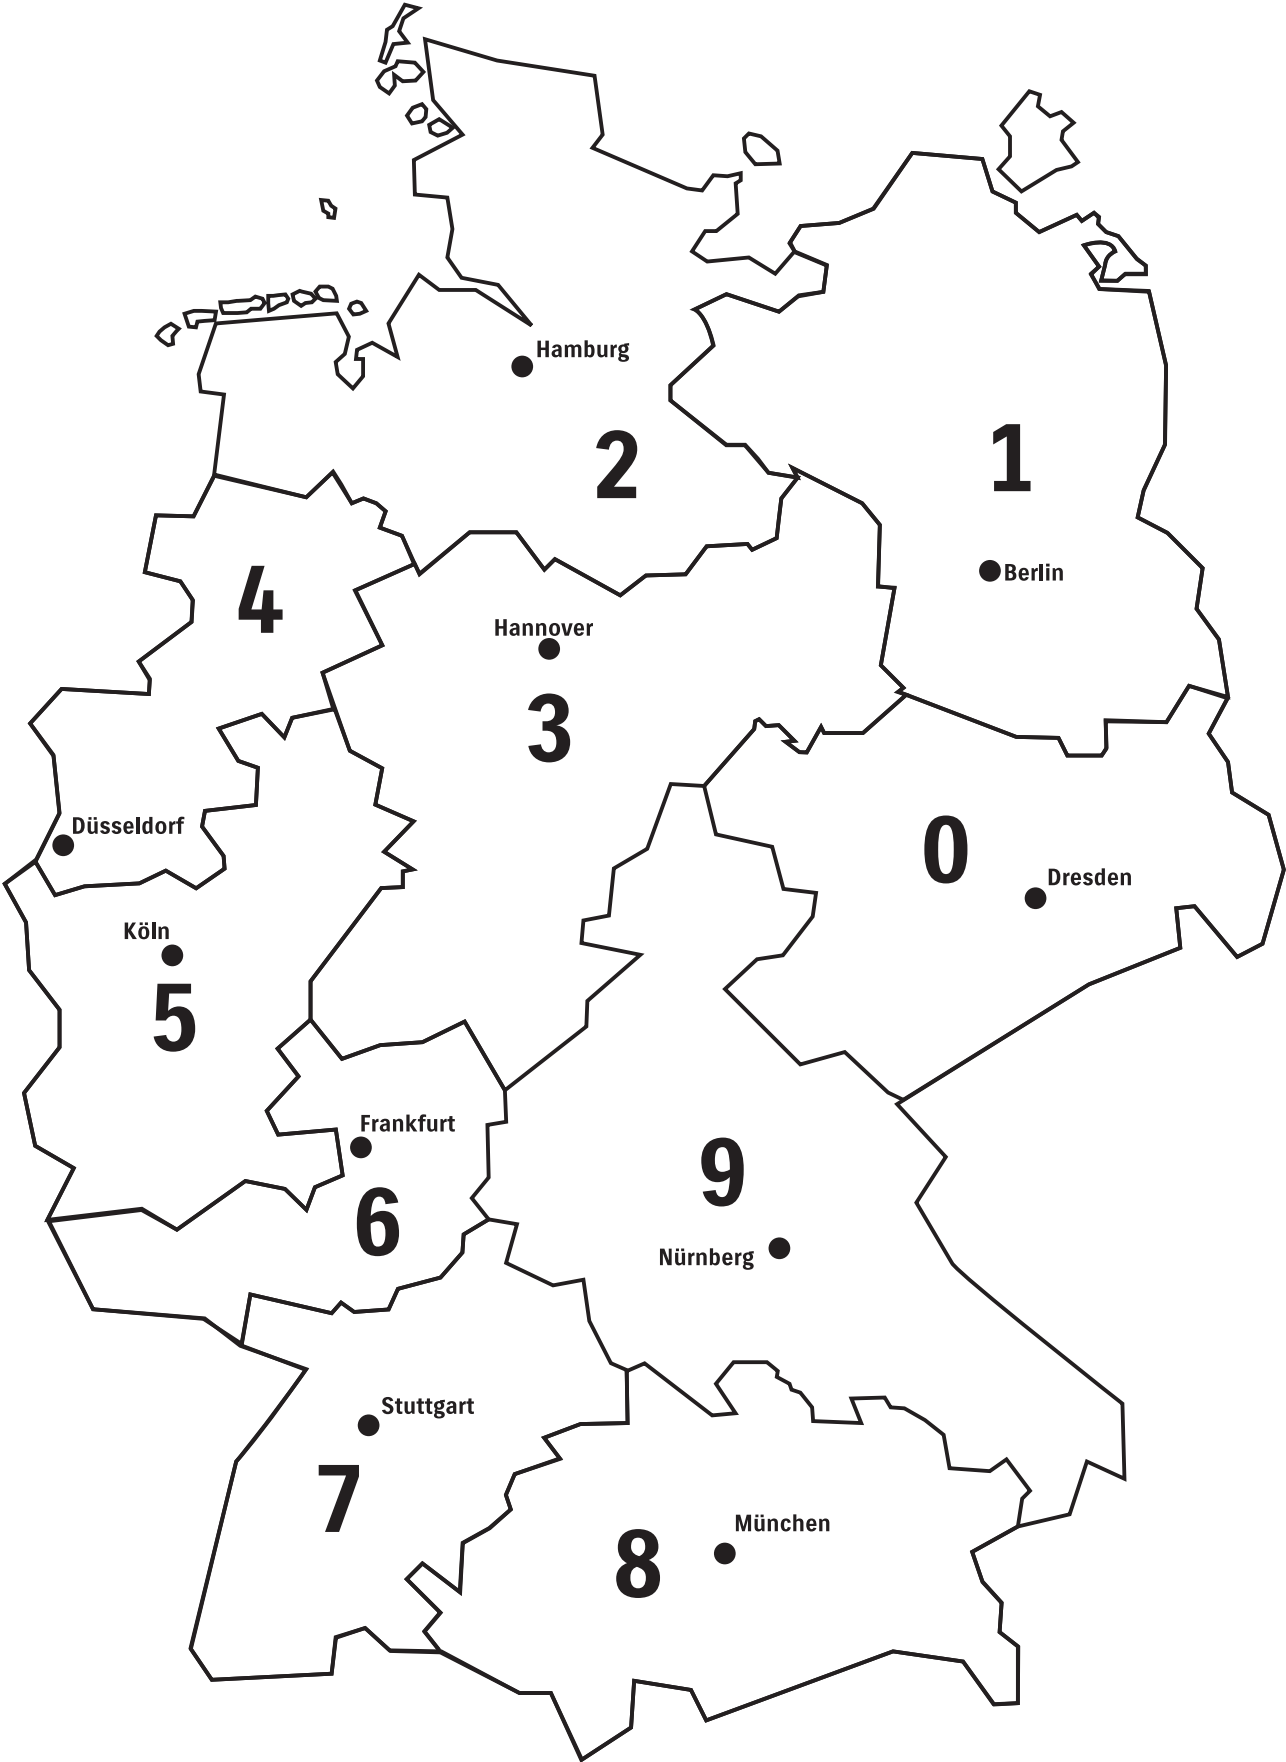 Hamburg
2
1
Berlin
4
Hannover
3
Düsseldorf
0
Dresden
Köln
5
Frankfurt
9
6
Nürnberg
Stuttgart
7
München
8